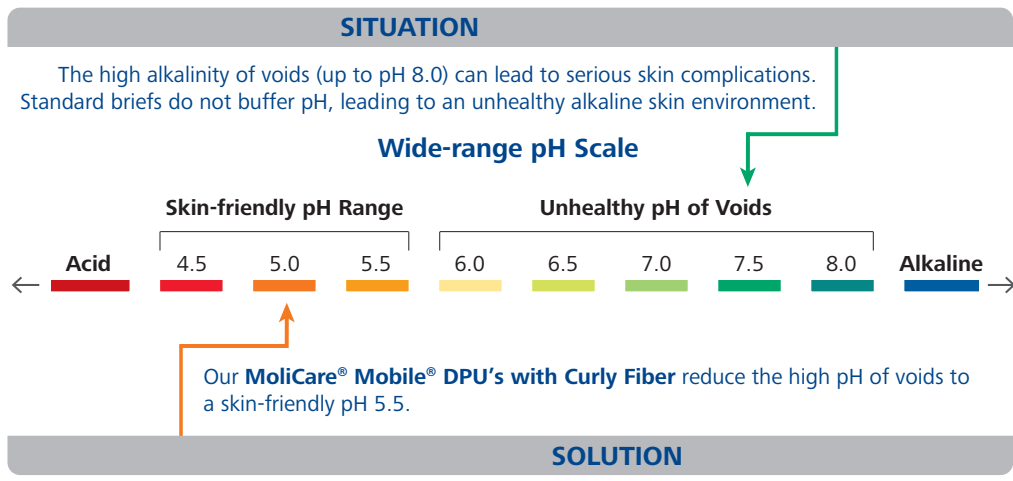 SITUATION
The high alkalinity of voids (up to pH 8.0) can lead to serious skin complications.
Standard briefs do not buffer pH, leading to an unhealthy alkaline skin environment.
Wide-range pH Scale
Skin-friendly pH Range
Unhealthy pH of Voids
Acid 4.5 5.0 5.5 6.0 6.5 7.0 7.5 8.0 Alkaline
Our MoliCare® Mobile® DPU's with Curly Fiber reduce the high pH of voids to
a skin-friendly pH 5.5.
SOLUTION